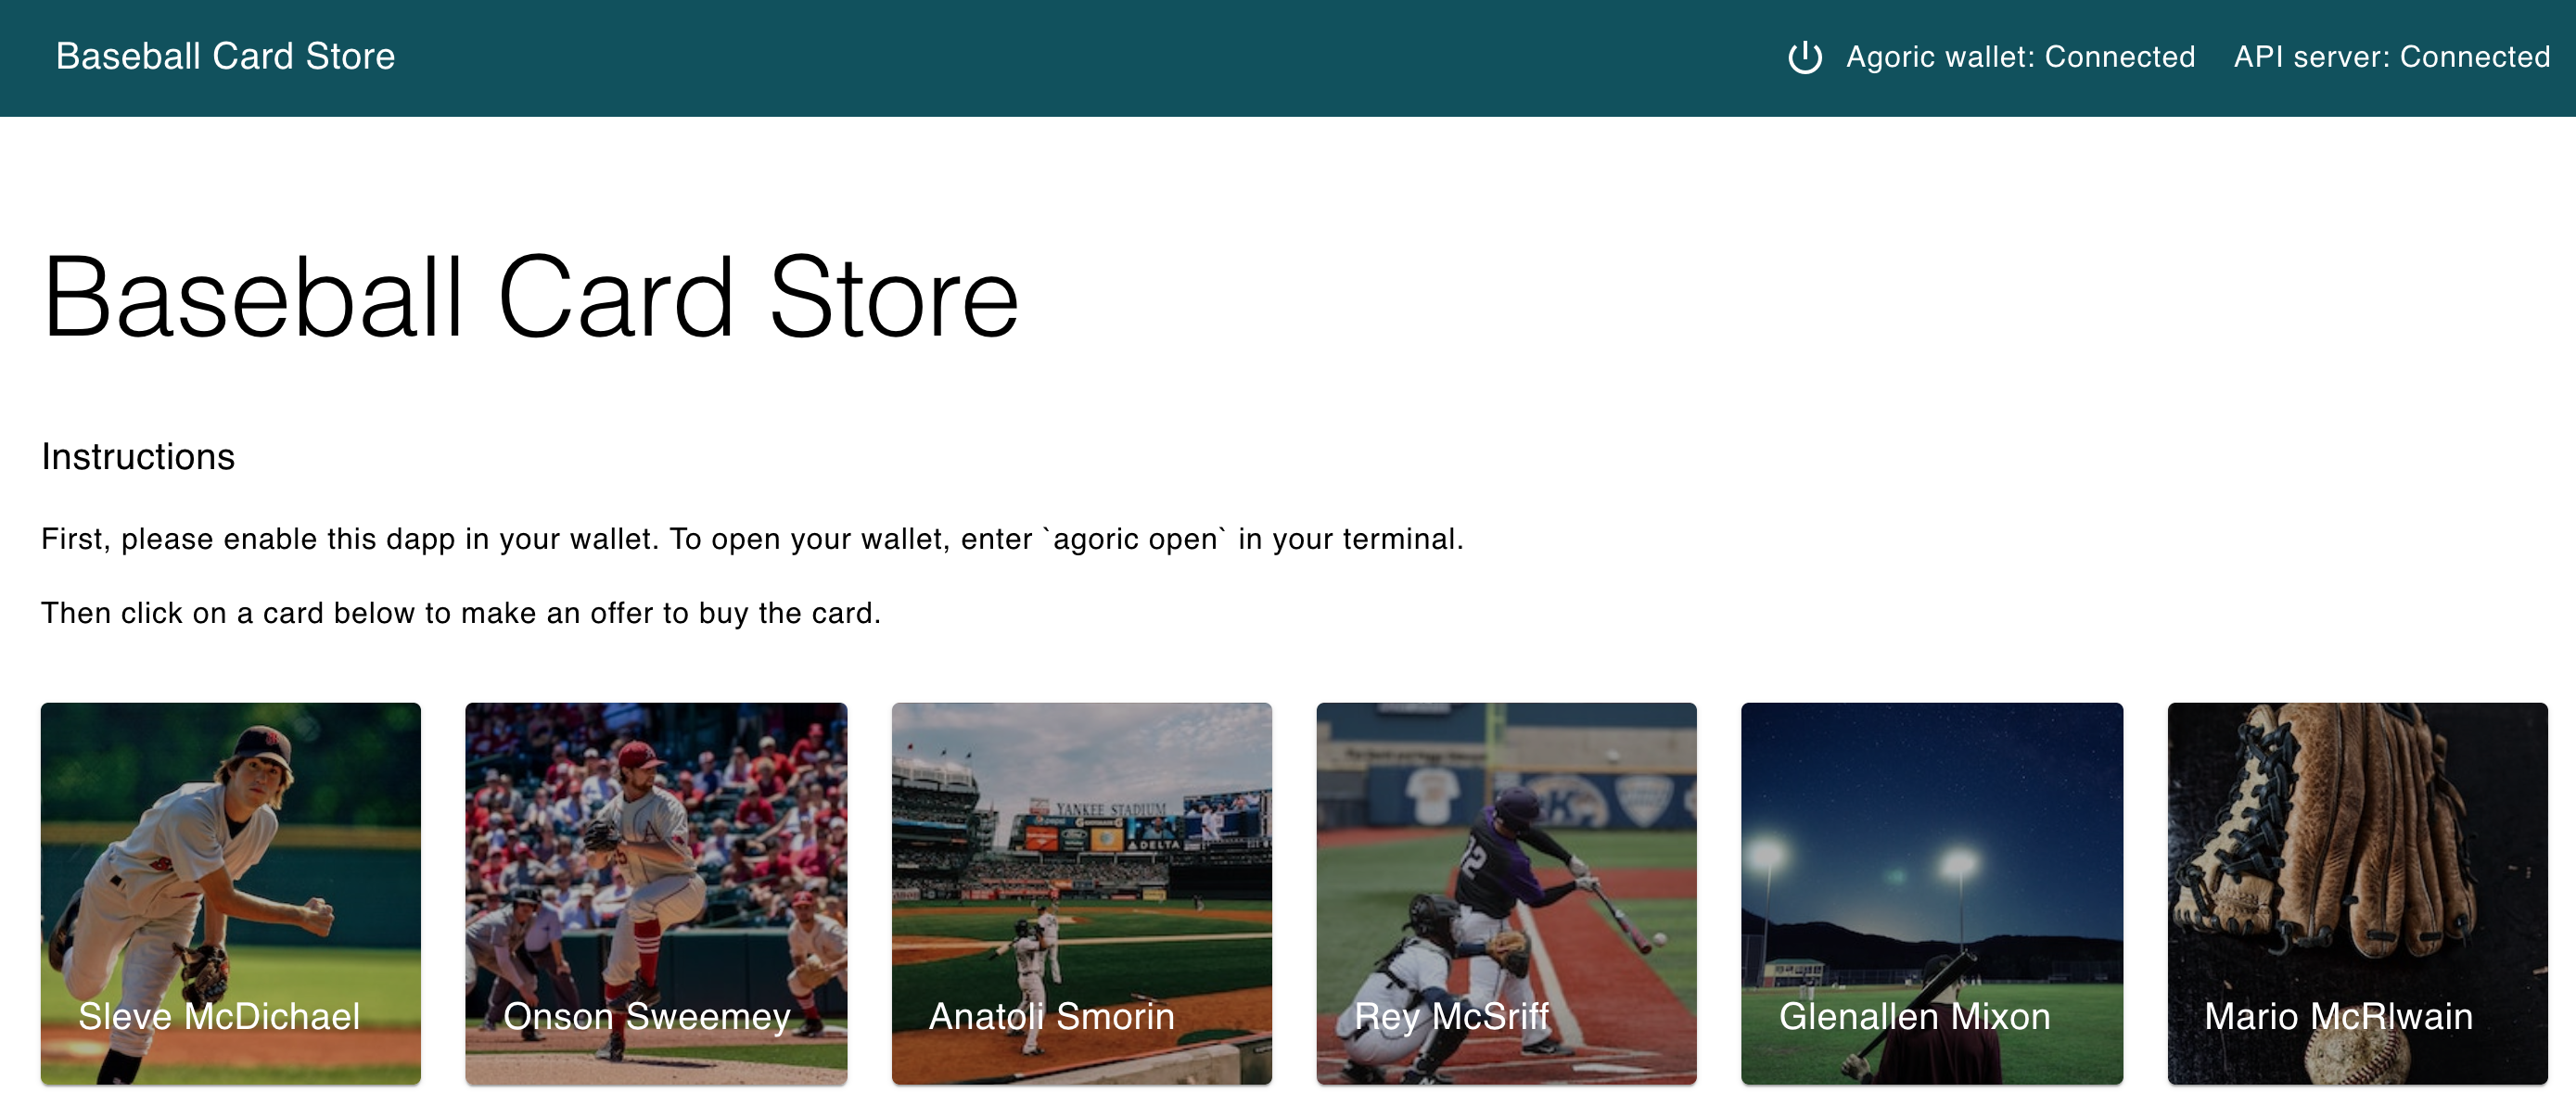 Baseball Card Store
Agoric wallet: Connected
API server: Connected
Baseball Card Store
Instructions
First, please enable this dapp in your wallet. To open your wallet, enter `agoric open` in your terminal.
Then click on a card below to make an offer to buy the card.
YANKEE STADIUM
DELTA
12
Sleve McDichael
Onson Sweemey
Anatoli Smorin
Rey McSriff
Glenallen Mixon
Mario McRlwain